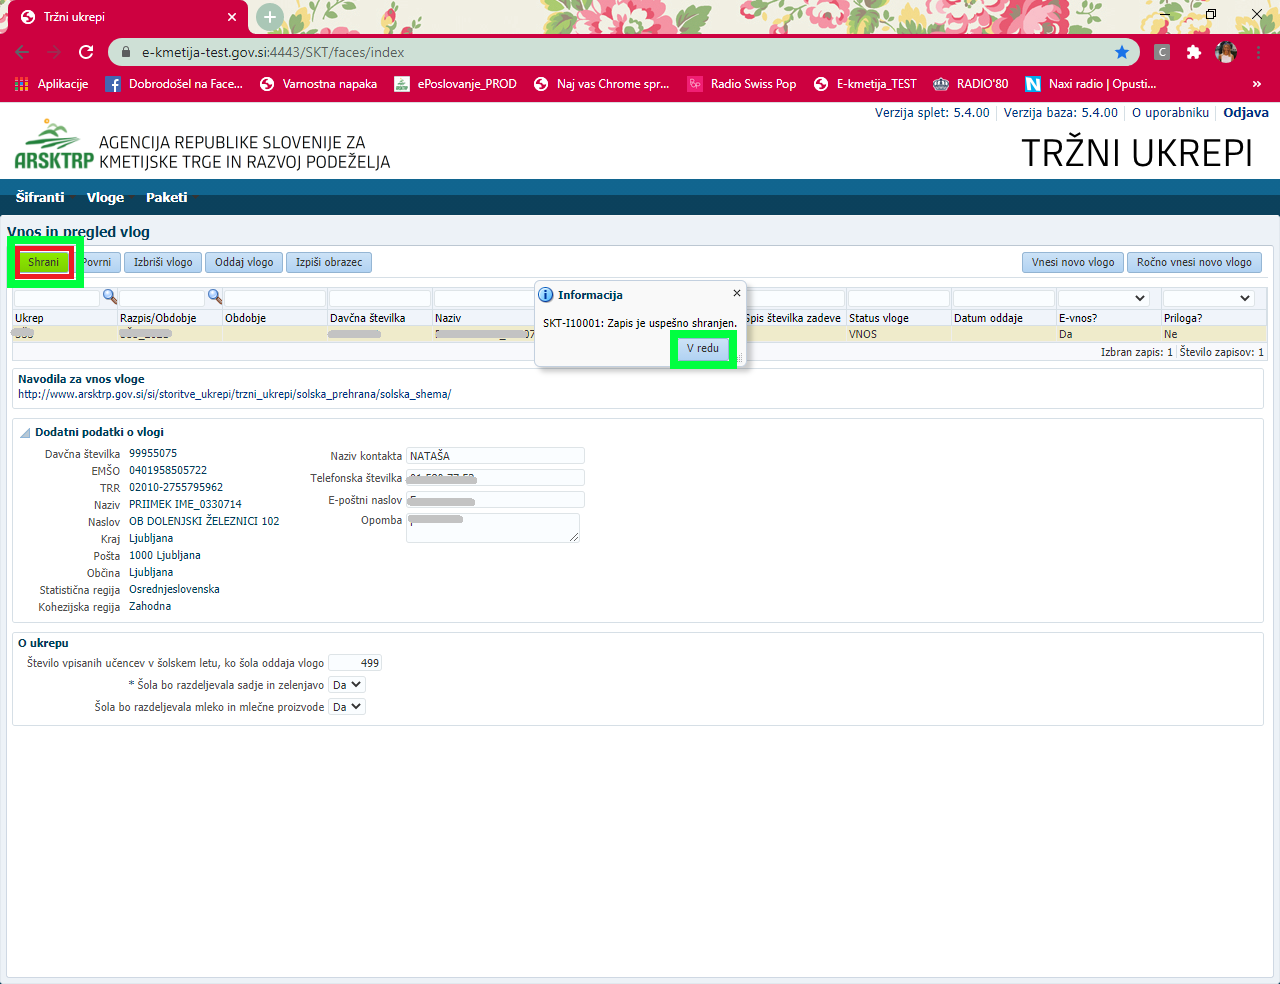 Tržni ukrepi
e-kmetija-test.gov.si:4443/SKT/faces/index
Aplikacije Dobrodošel na Face... Varnostna napaka ePoslovanje_PROD Naj vas Chrome spr... Radio Swiss Pop E-kmetija_TEST RADIO'80 Naxi radio | Opusti... »
Verzija splet: 5.4.00 Verzija baza: 5.4.00 O uporabniku Odjava
ARSKTRP
AGENCIJA REPUBLIKE SLOVENIJE ZA
KMETIJSKE TRGE IN RAZVOJ PODEŽELJA
TRŽNI UKREPI
Šifranti Vloge Paketi
Vnos in pregled vlog
Shrani Povrni Izbriši vlogo Oddaj vlogo Izpiši obrazec Vnesi novo vlogo Ročno vnesi novo vlogo
Informacija
SKT-I10001: Zapis je uspešno shranjen.
V redu
Ukrep Razpis/Obdobje Obdobje Davčna številka Naziv Spis številka zadeve Status vloge Datum oddaje E-vnos? Priloga?
VNOS Da Ne
Izbran zapis: 1 Število zapisov: 1
Navodila za vnos vloge
http://www.arsktrp.gov.si/si/storitve_ukrepi/trzni_ukrepi/solska_prehrana/solska_shema/
Dodatni podatki o vlogi
Davčna številka 99955075
EMŠO 0401958505722
TRR 02010-2755795962
Naziv PRIIMEK IME_0330714
Naslov OB DOLENJSKI ŽELEZNICI 102
Kraj Ljubljana
Pošta 1000 Ljubljana
Občina Ljubljana
Statistična regija Osrednjeslovenska
Kohezijska regija Zahodna
Naziv kontakta NATAŠA
Telefonska številka
E-poštni naslov
Opomba
O ukrepu
Število vpisanih učencev v šolskem letu, ko šola oddaja vlogo 499
* Šola bo razdeljevala sadje in zelenjavo Da
Šola bo razdeljevala mleko in mlečne proizvode Da